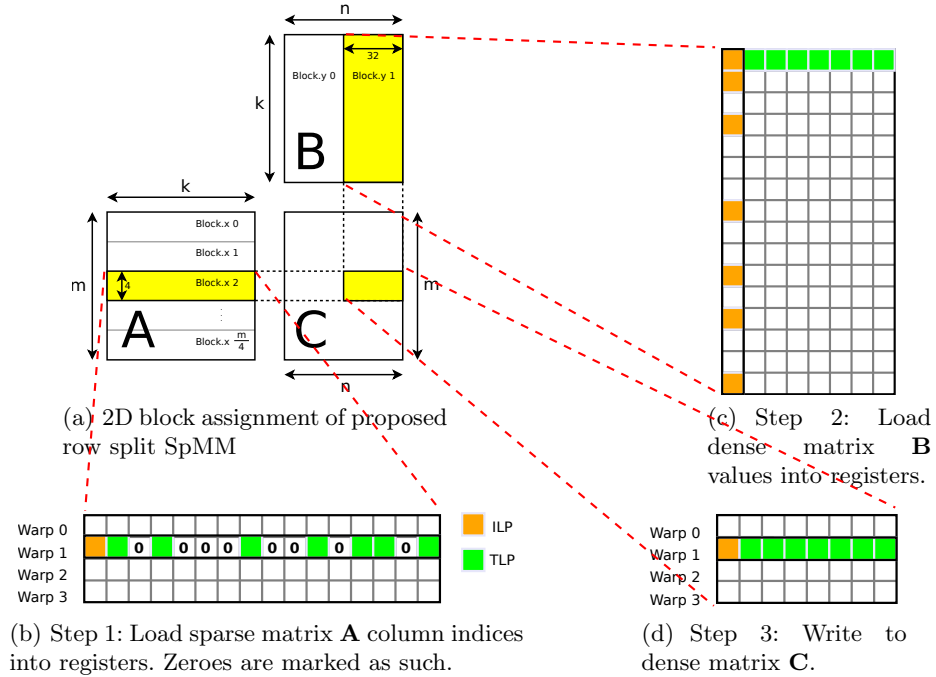 n
32
Block.y 0
Block.y 1
k
B
k
Block.x 0
Block.x 1
m
4
Block.x 2
m
⋮
A
Block.x m/4
C
n
(a) 2D block assignment of proposed
row split SpMM
(c) Step 2: Load
dense matrix B
values into registers.
Warp 0
Warp 1
0 0 0 0 0 0 0 0
Warp 2
Warp 3
ILP
TLP
Warp 0
Warp 1
Warp 2
Warp 3
(b) Step 1: Load sparse matrix A column indices
into registers. Zeroes are marked as such.
(d) Step 3: Write to
dense matrix C.